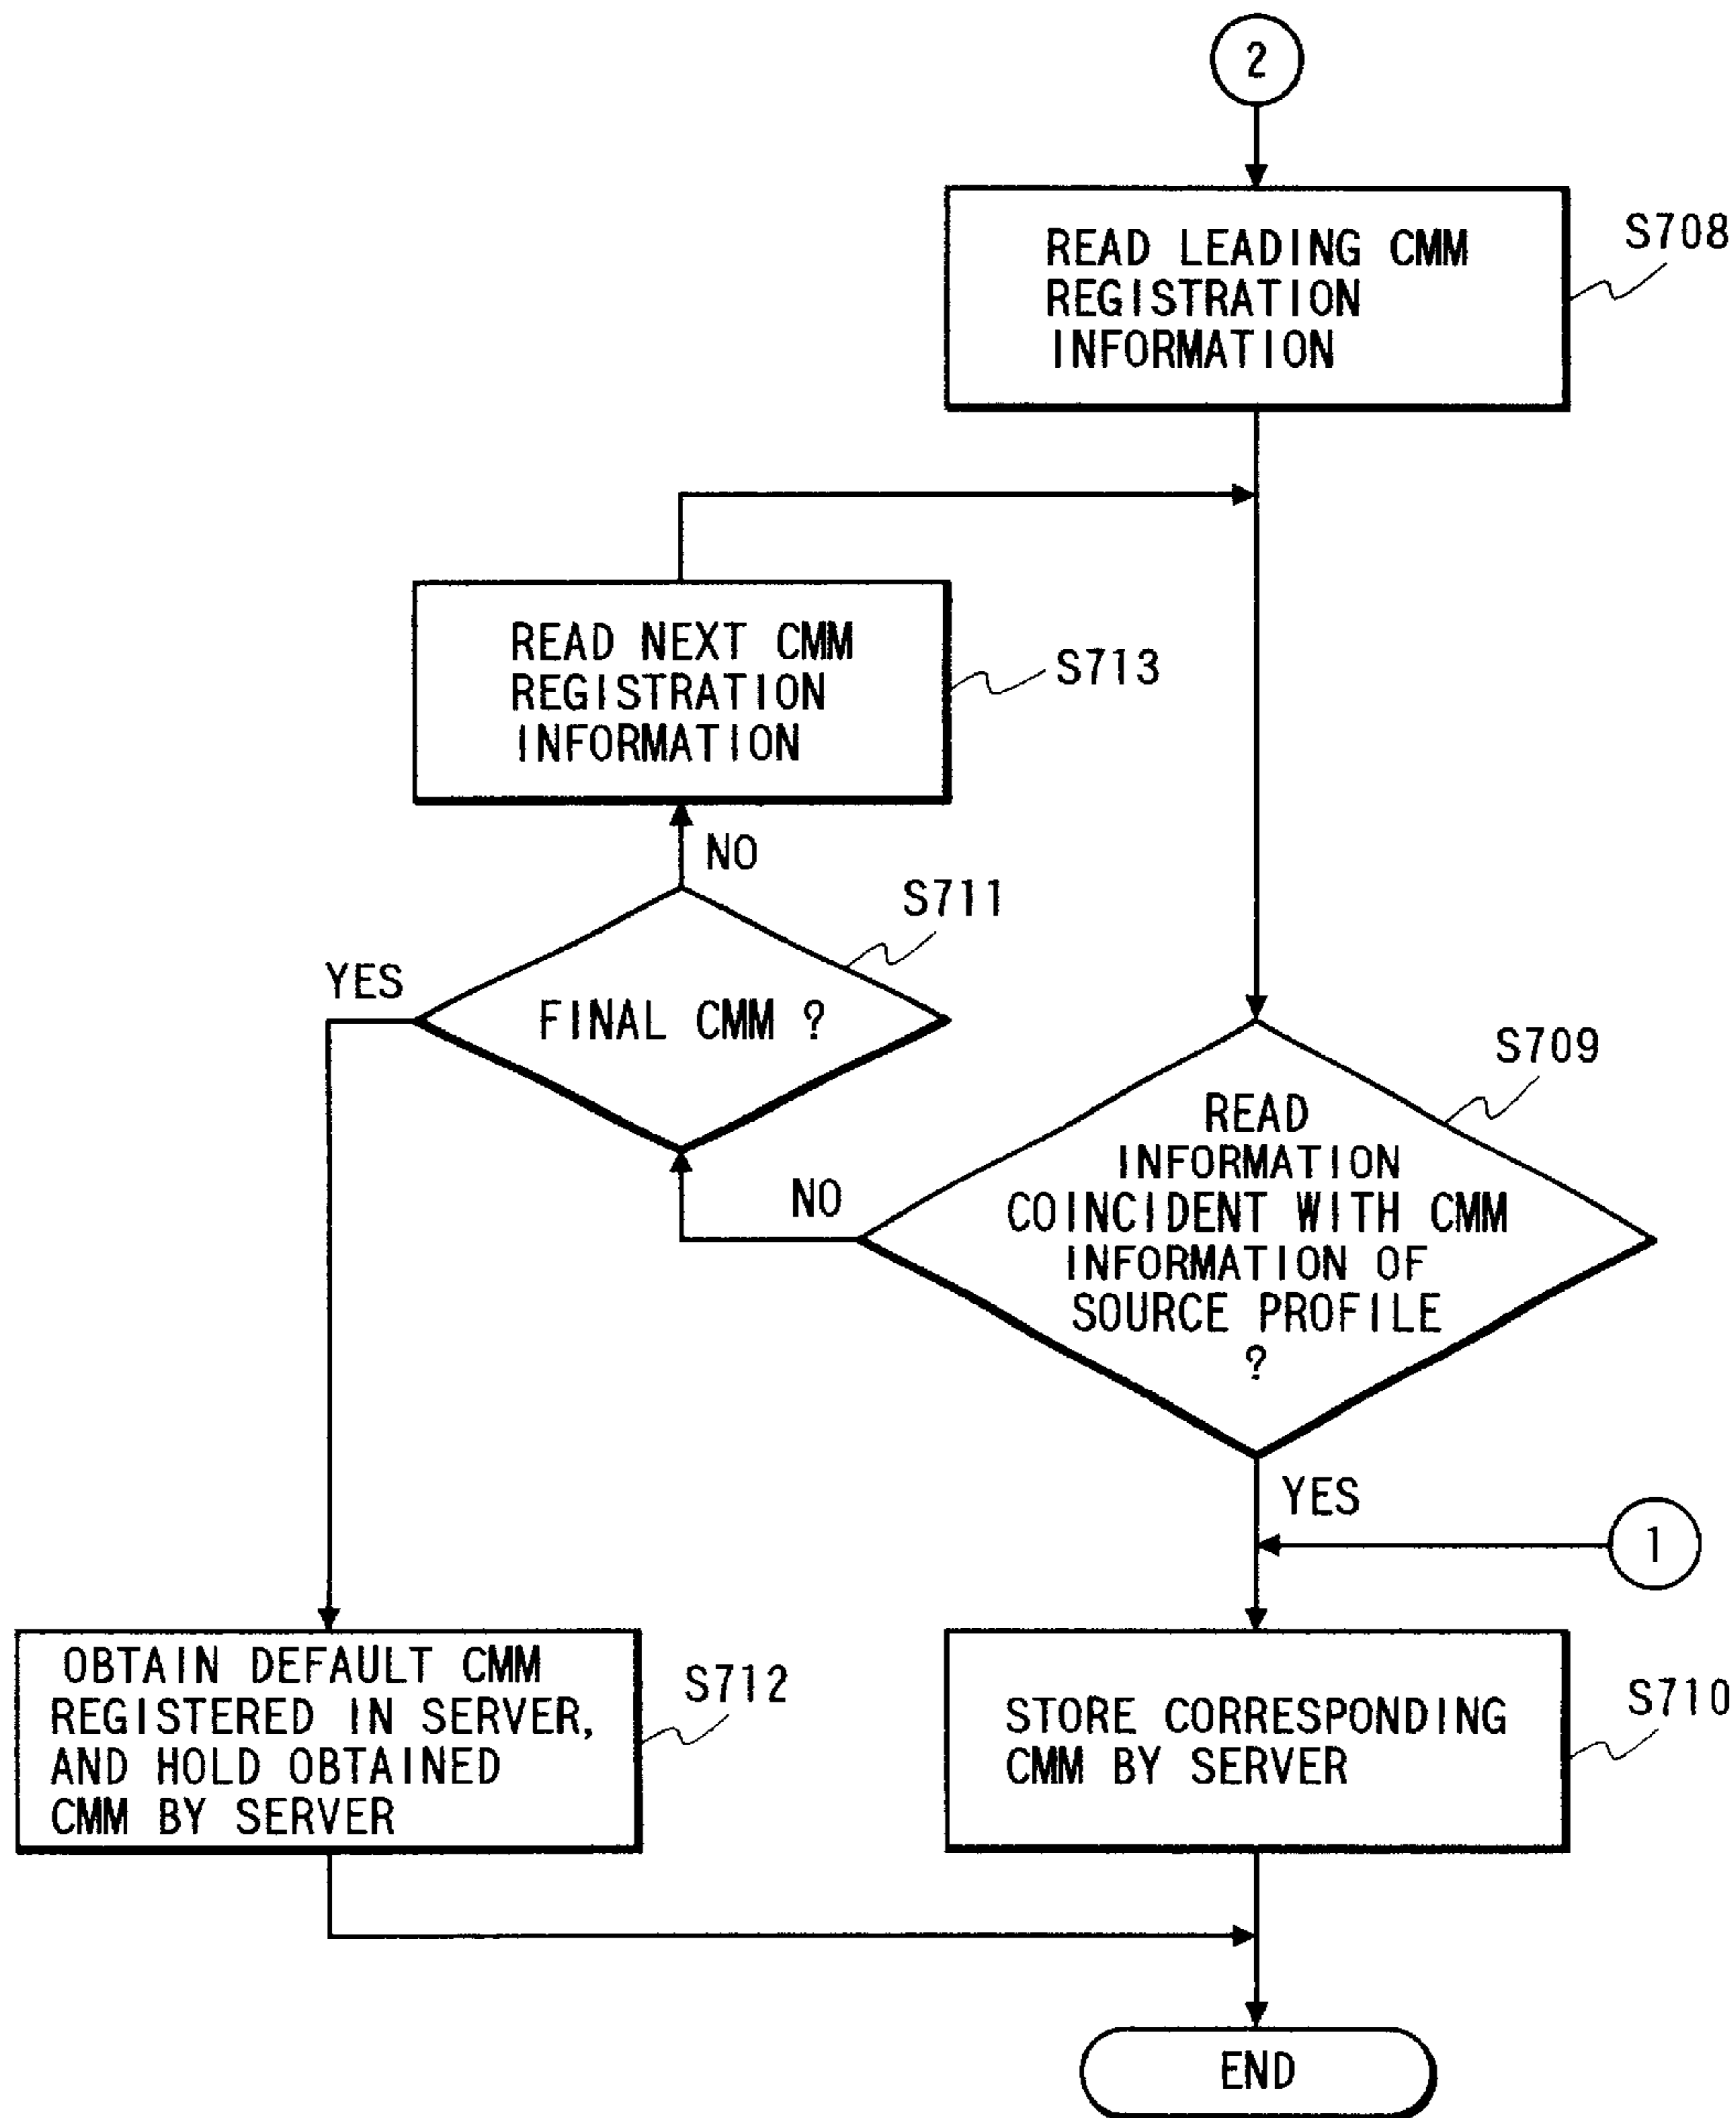 2
READ LEADING CMM
REGISTRATION
INFORMATION
S708
READ NEXT CMM
REGISTRATION
INFORMATION
S713
NO
S711
YES
FINAL CMM ?
S709
READ
INFORMATION
COINCIDENT WITH CMM
INFORMATION OF
SOURCE PROFILE
?
NO
YES
1
OBTAIN DEFAULT CMM
REGISTERED IN SERVER,
AND HOLD OBTAINED
CMM BY SERVER
S712
STORE CORRESPONDING
CMM BY SERVER
S710
END